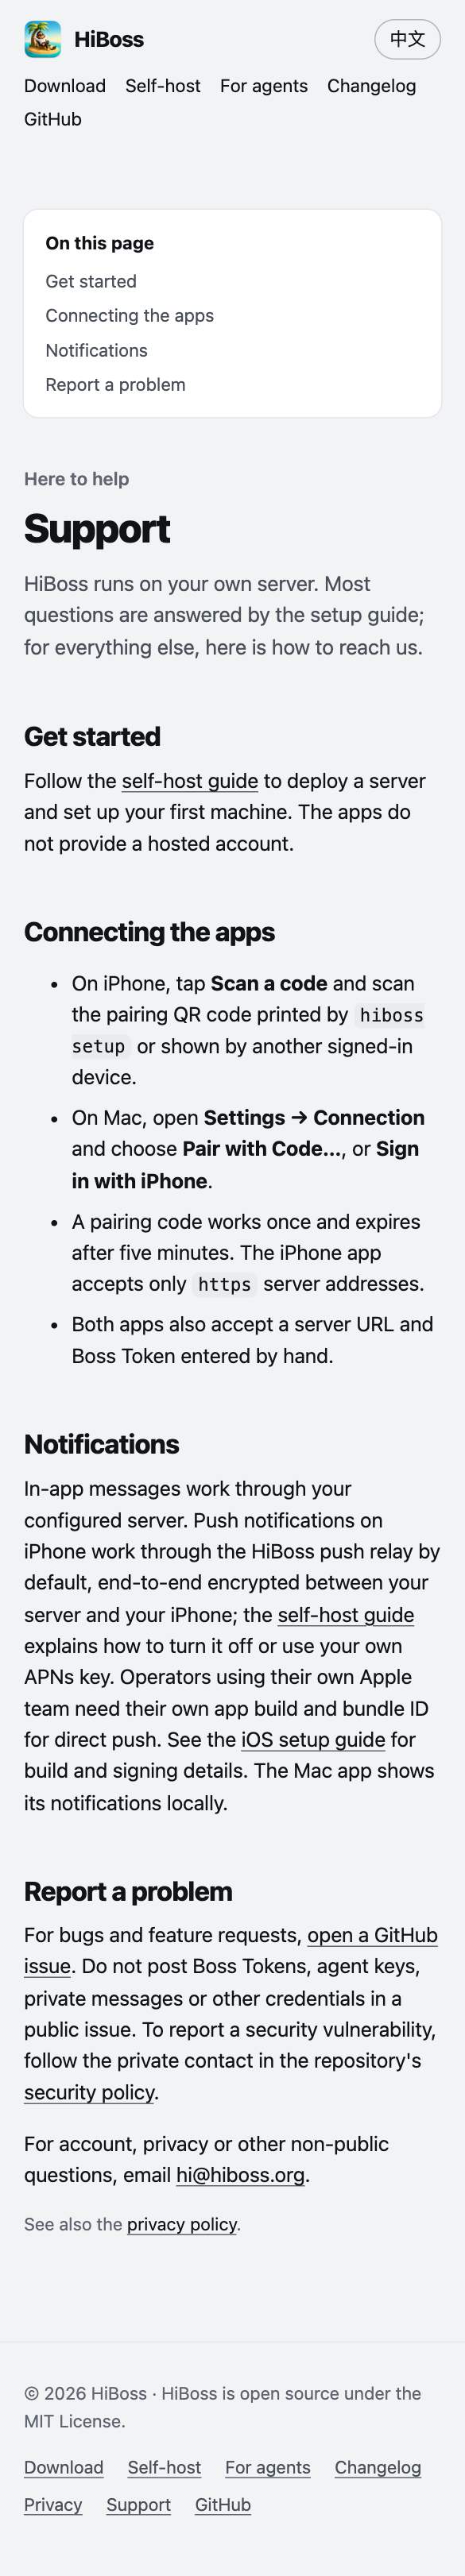 HiBoss
中文
Download Self-host For agents Changelog
GitHub
On this page
Get started
Connecting the apps
Notifications
Report a problem
Here to help
Support
HiBoss runs on your own server. Most
questions are answered by the setup guide;
for everything else, here is how to reach us.
Get started
Follow the self-host guide to deploy a server
and set up your first machine. The apps do
not provide a hosted account.
Connecting the apps
• On iPhone, tap Scan a code and scan
the pairing QR code printed by hiboss
setup or shown by another signed-in
device.
• On Mac, open Settings → Connection
and choose Pair with Code…, or Sign
in with iPhone.
• A pairing code works once and expires
after five minutes. The iPhone app
accepts only https server addresses.
• Both apps also accept a server URL and
Boss Token entered by hand.
Notifications
In-app messages work through your
configured server. Push notifications on
iPhone work through the HiBoss push relay by
default, end-to-end encrypted between your
server and your iPhone; the self-host guide
explains how to turn it off or use your own
APNs key. Operators using their own Apple
team need their own app build and bundle ID
for direct push. See the iOS setup guide for
build and signing details. The Mac app shows
its notifications locally.
Report a problem
For bugs and feature requests, open a GitHub
issue. Do not post Boss Tokens, agent keys,
private messages or other credentials in a
public issue. To report a security vulnerability,
follow the private contact in the repository's
security policy.
For account, privacy or other non-public
questions, email hi@hiboss.org.
See also the privacy policy.
© 2026 HiBoss · HiBoss is open source under the
MIT License.
Download Self-host For agents Changelog
Privacy Support GitHub